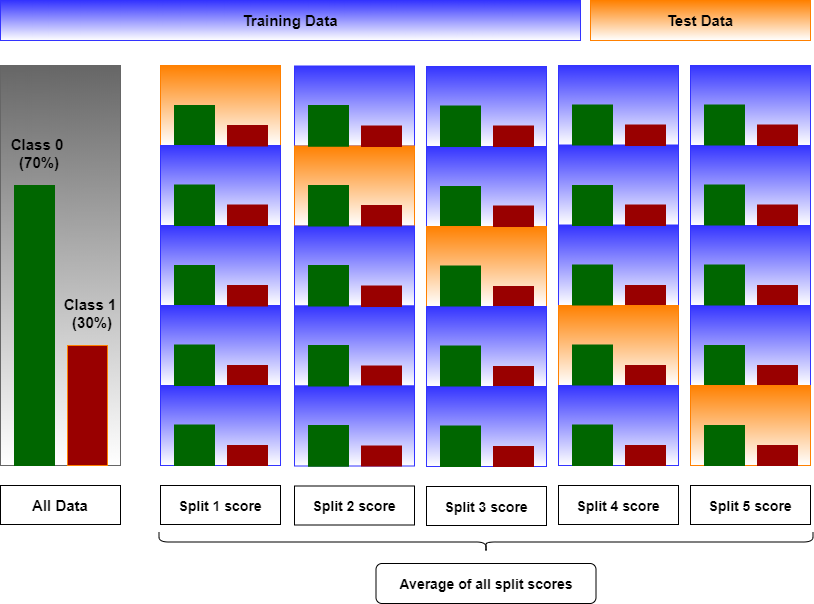 Training Data
Test Data
Class 0
(70%)
Class 1
(30%)
All Data
Split 1 score
Split 2 score
Split 3 score
Split 4 score
Split 5 score
Average of all split scores